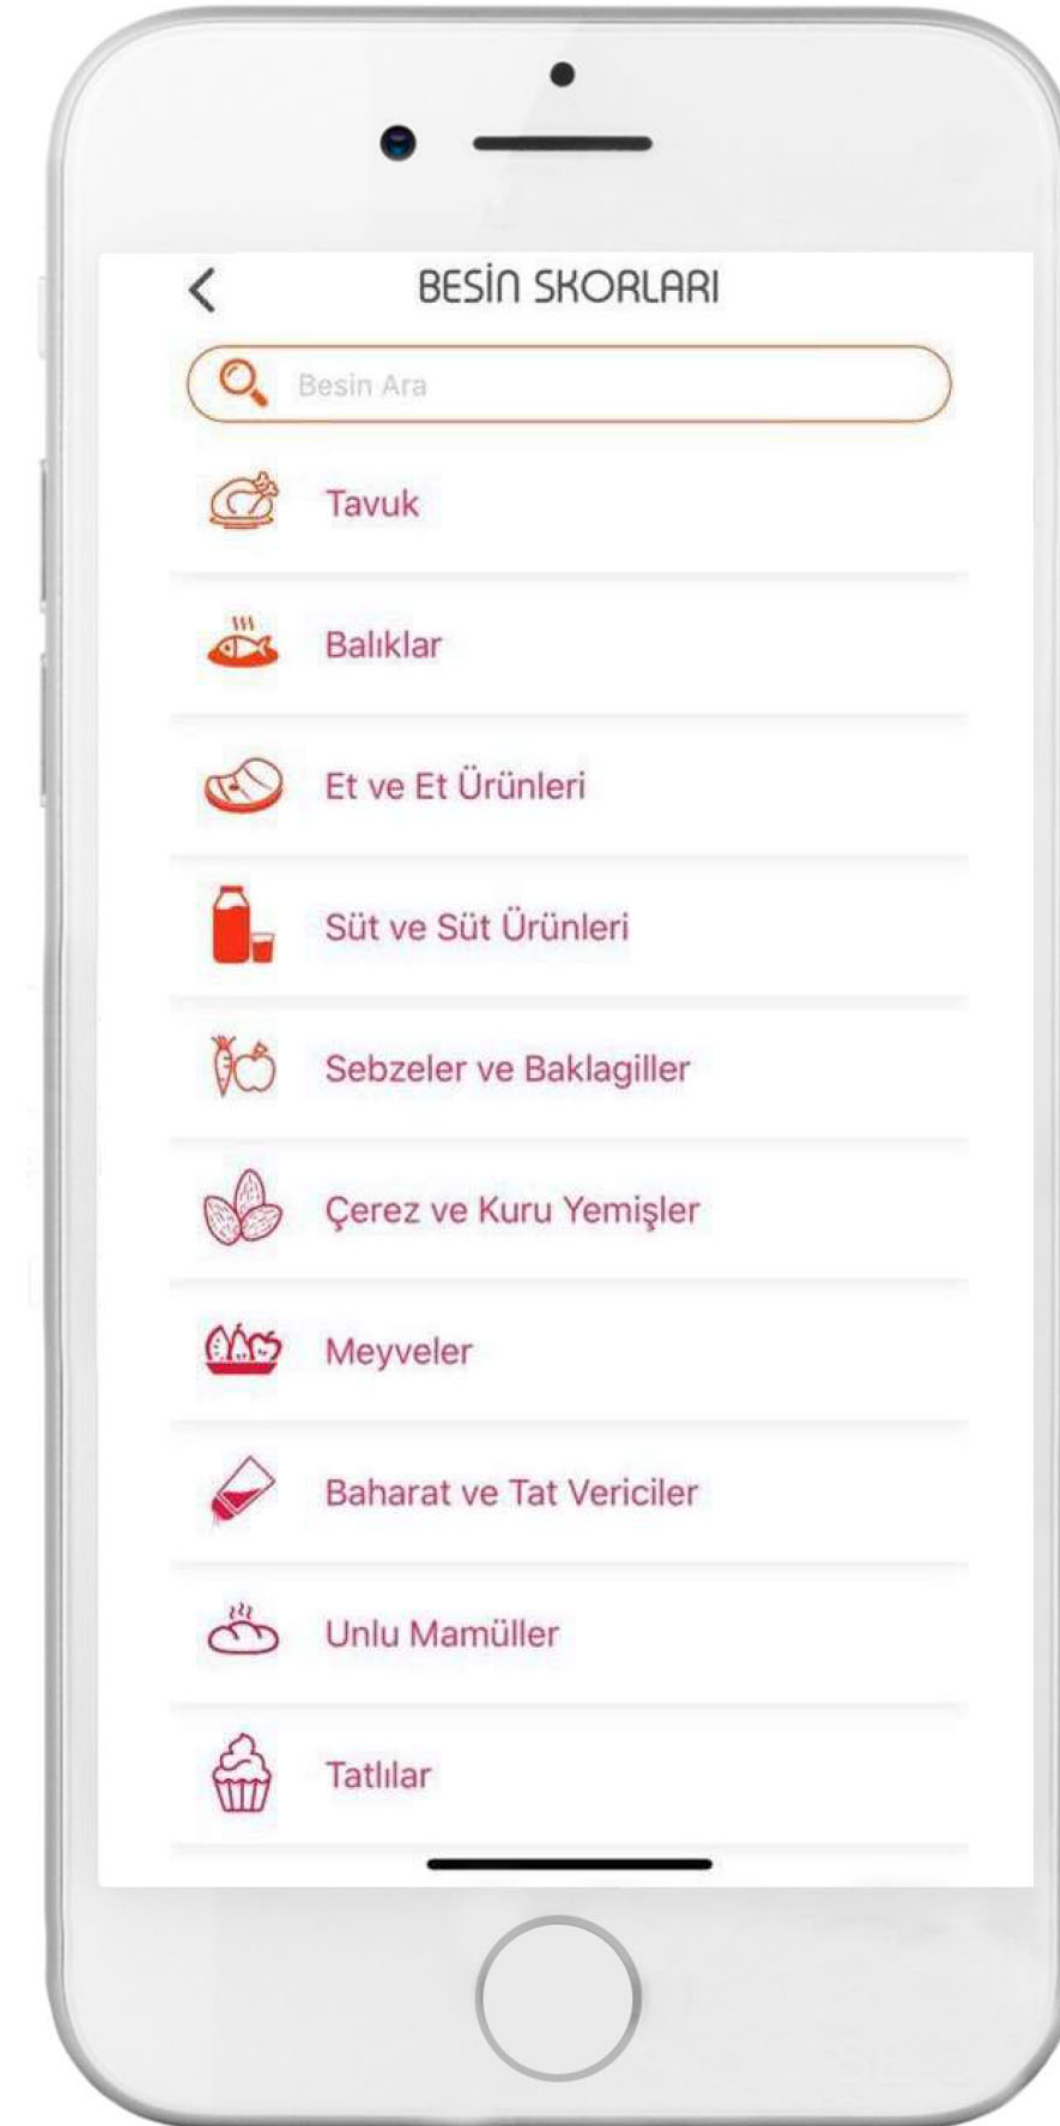 BESİN SKORLARI
Besin Ara
Tavuk
Balıklar
Et ve Et Ürünleri
Süt ve Süt Ürünleri
Sebzeler ve Baklagiller
Çerez ve Kuru Yemişler
Meyveler
Baharat ve Tat Vericiler
Unlu Mamüller
Tatlılar